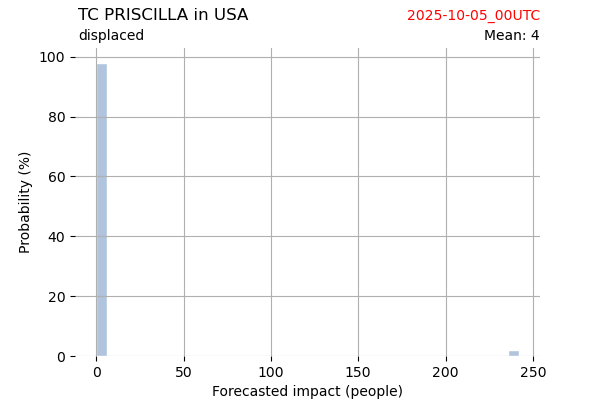 TC PRISCILLA in USA
2025-10-05_00UTC
displaced
Mean: 4
100
80
60
40
20
0
Probability (%)
0 50 100 150 200 250
Forecasted impact (people)